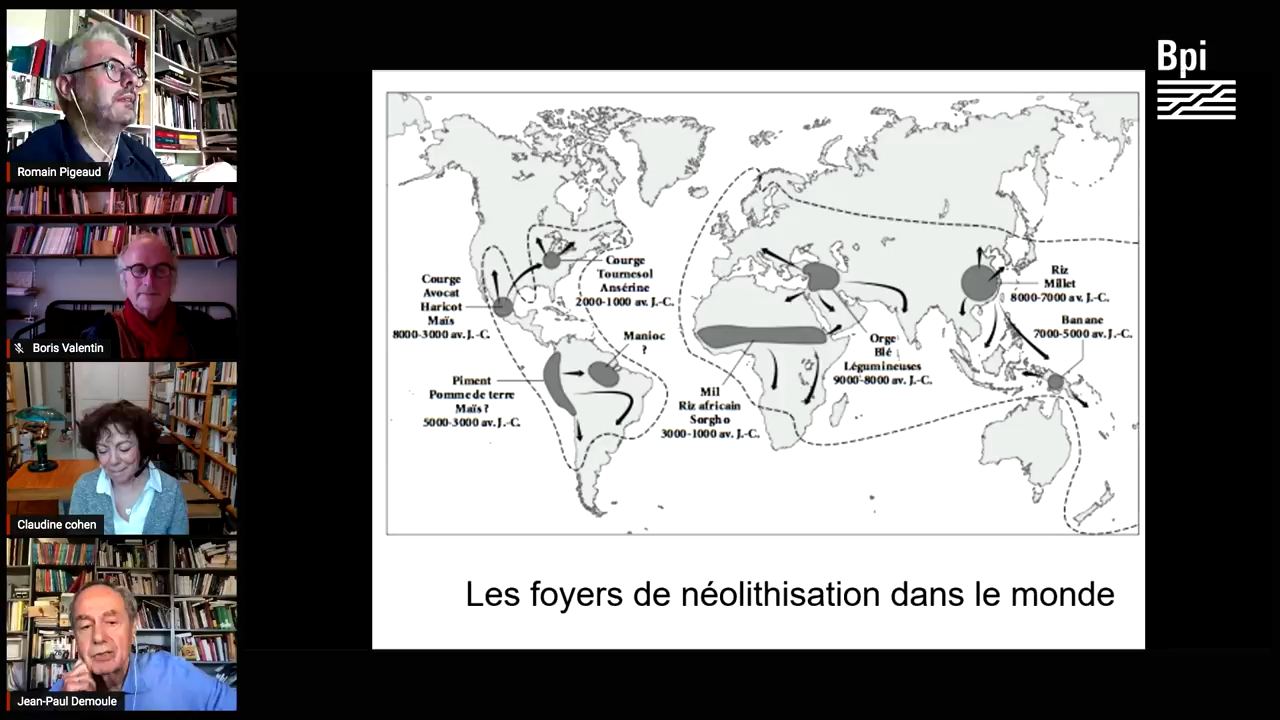 Romain Pigeaud
Boris Valentin
Claudine cohen
Jean-Paul Demoule
Bpi
Courge
Tournesol
Ansérine
2000-1000 av. J.-C.
Courge
Avocat
Haricot
Maïs
8000-3000 av. J.-C.
Manioc
?
Piment
Pomme de terre
Maïs ?
5000-3000 av. J.-C.
Mil
Riz africain
Sorgho
3000-1000 av. J.-C.
Orge
Blé
Légumineuses
9000-8000 av. J.-C.
Riz
Millet
8000-7000 av. J.-C.
Banane
7000-5000 av. J.-C.
Les foyers de néolithisation dans le monde